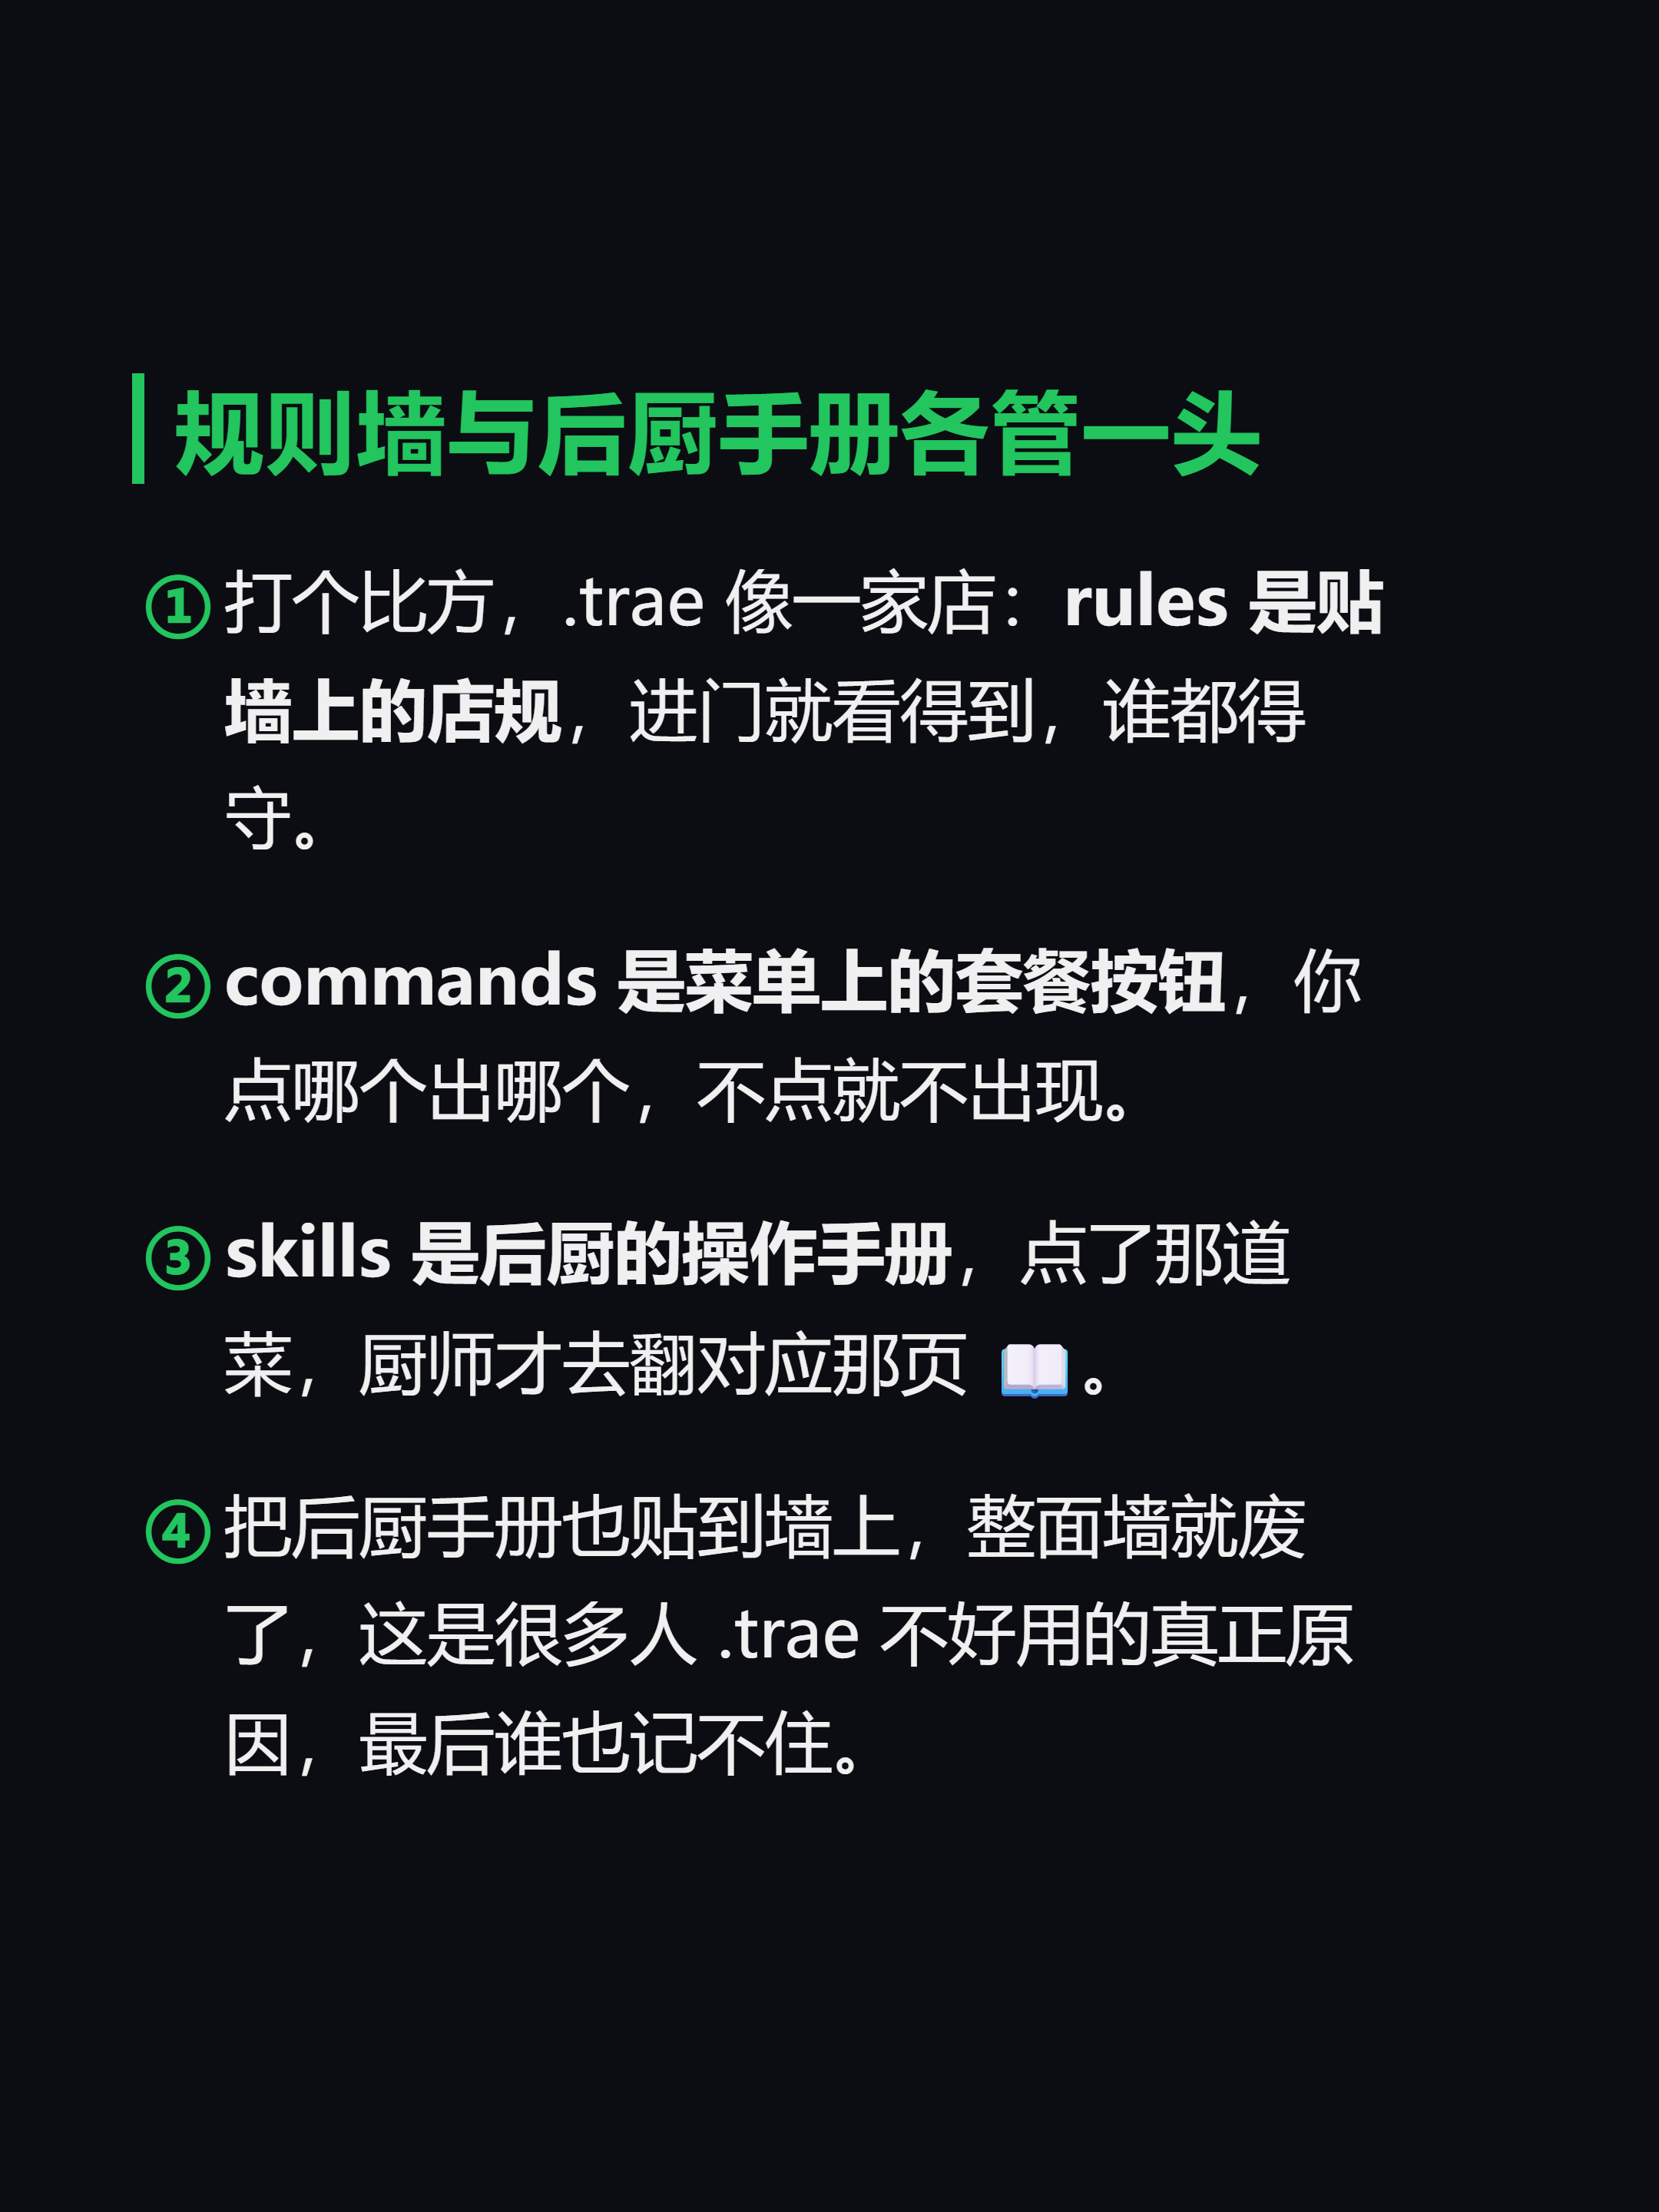 规则墙与后厨手册各管一头
① 打个比方，.trae 像一家店：rules 是贴
墙上的店规，进门就看得到，谁都得
守。
② commands 是菜单上的套餐按钮，你
点哪个出哪个，不点就不出现。
③ skills 是后厨的操作手册，点了那道
菜，厨师才去翻对应那页 📖 。
④ 把后厨手册也贴到墙上，整面墙就废
了，这是很多人 .trae 不好用的真正原
因，最后谁也记不住。